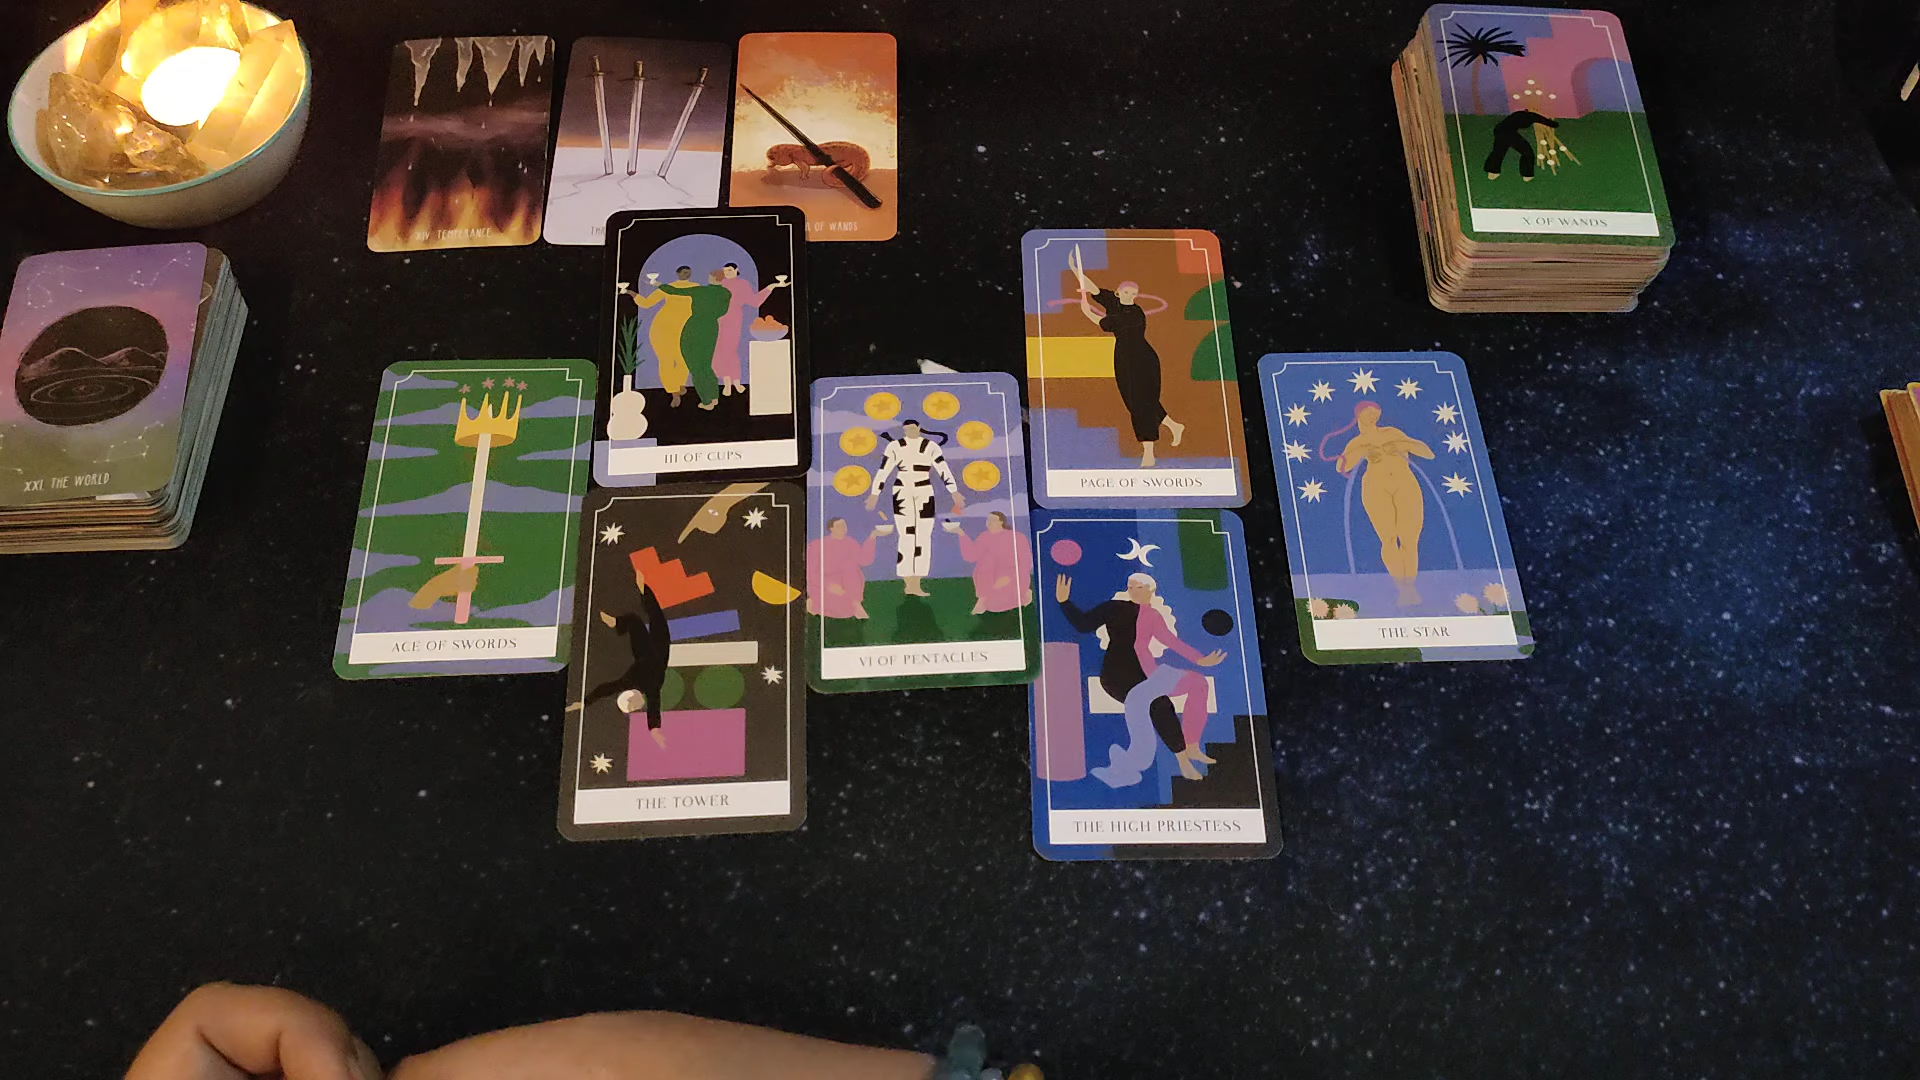 XIV TEMPERANCE
OF WANDS
X OF WANDS
III OF CUPS
XXI. THE WORLD
PAGE OF SWORDS
ACE OF SWORDS
VI OF PENTACLES
THE STAR
THE TOWER
THE HIGH PRIESTESS